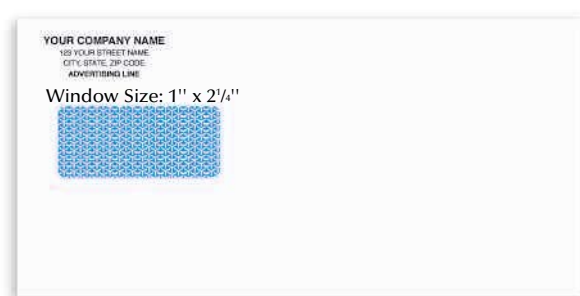 YOUR COMPANY NAME
123 YOUR STREET NAME
CITY, STATE, ZIP CODE
ADVERTISING LINE
Window Size: 1'' x 2¹/₄''